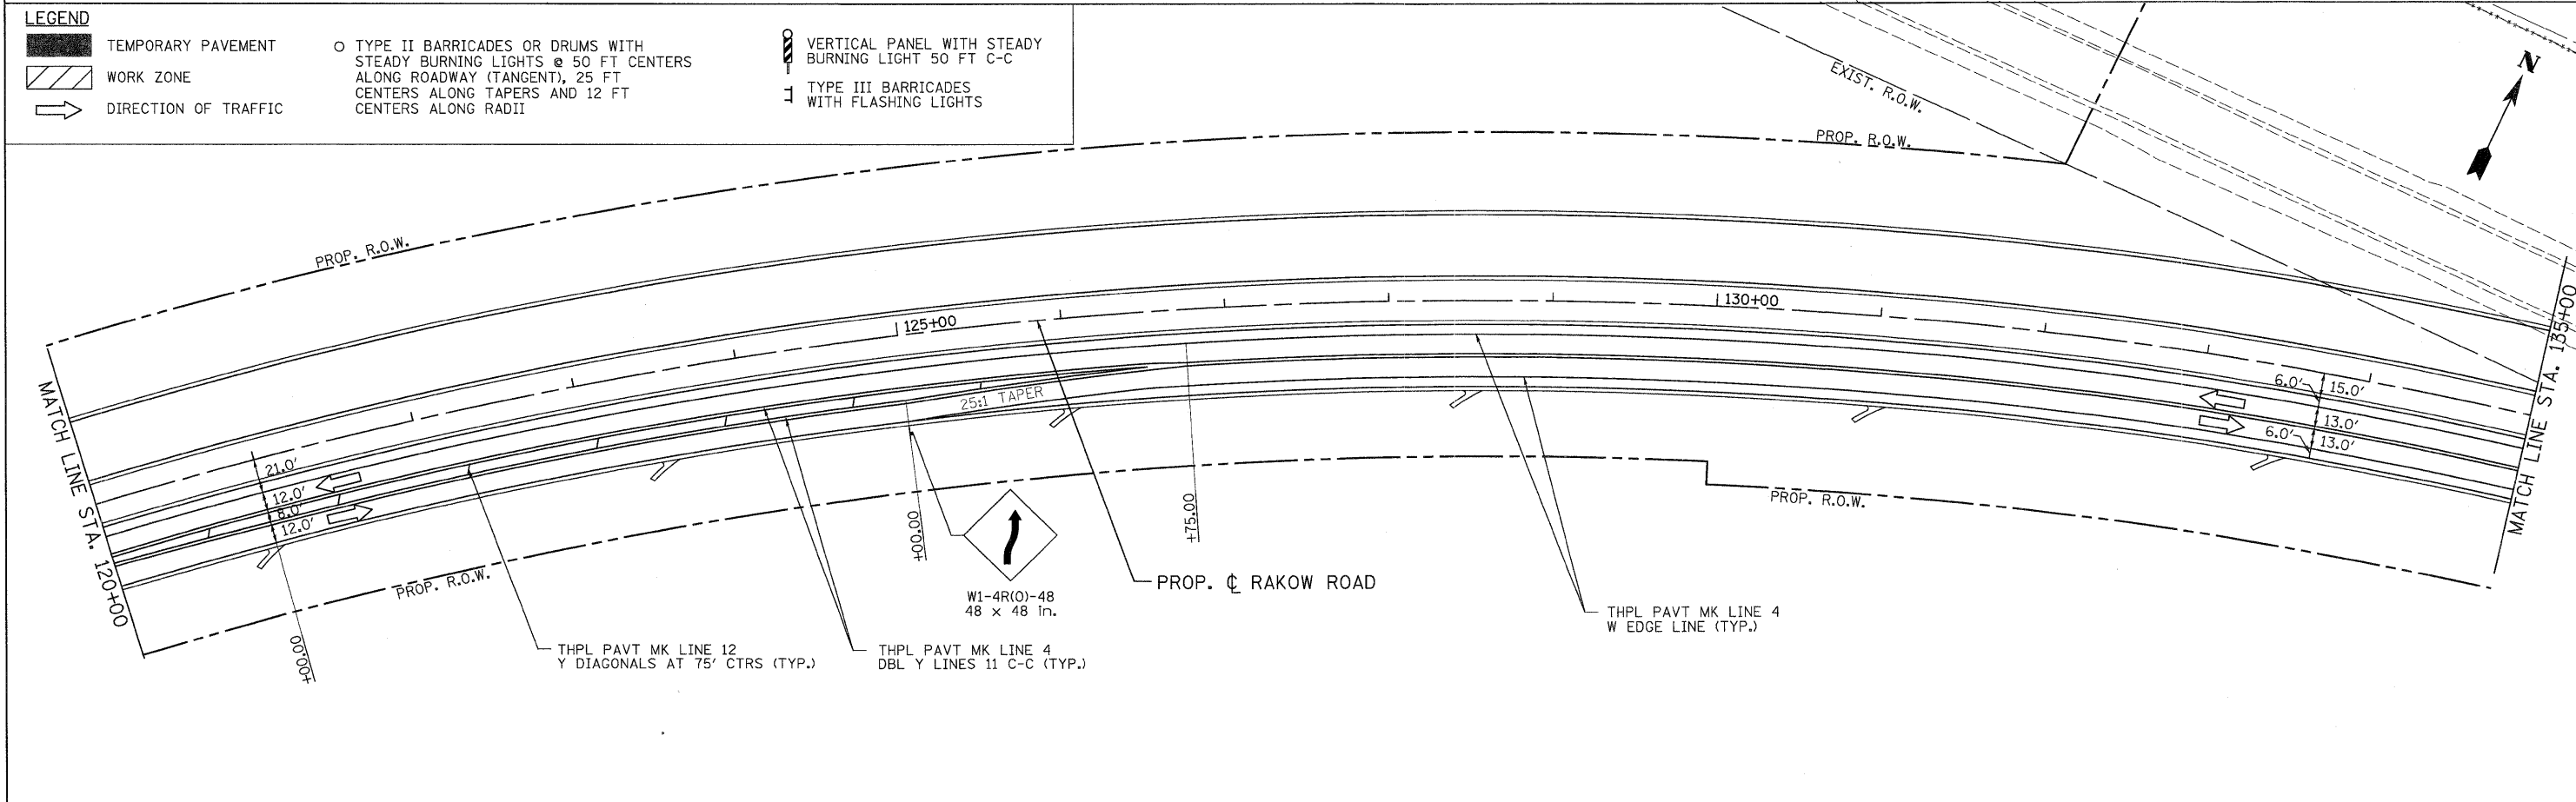 LEGEND
TEMPORARY PAVEMENT
WORK ZONE
DIRECTION OF TRAFFIC
TYPE II BARRICADES OR DRUMS WITH
STEADY BURNING LIGHTS @ 50 FT CENTERS
ALONG ROADWAY (TANGENT), 25 FT
CENTERS ALONG TAPERS AND 12 FT
CENTERS ALONG RADII
VERTICAL PANEL WITH STEADY
BURNING LIGHT 50 FT C-C
TYPE III BARRICADES
WITH FLASHING LIGHTS
N
EXIST. R.O.W.
PROP. R.O.W.
PROP. R.O.W.
125+00
130+00
MATCH LINE STA. 120+00
MATCH LINE STA. 135+00
25:1 TAPER
21.0'
12.0'
8.0'
12.0'
6.0'
15.0'
13.0'
6.0'
13.0'
+00.00
+00.00
+75.00
PROP. R.O.W.
PROP. R.O.W.
W1-4R(O)-48
48 x 48 in.
PROP. ℄ RAKOW ROAD
THPL PAVT MK LINE 12
Y DIAGONALS AT 75' CTRS (TYP.)
THPL PAVT MK LINE 4
DBL Y LINES 11 C-C (TYP.)
THPL PAVT MK LINE 4
W EDGE LINE (TYP.)